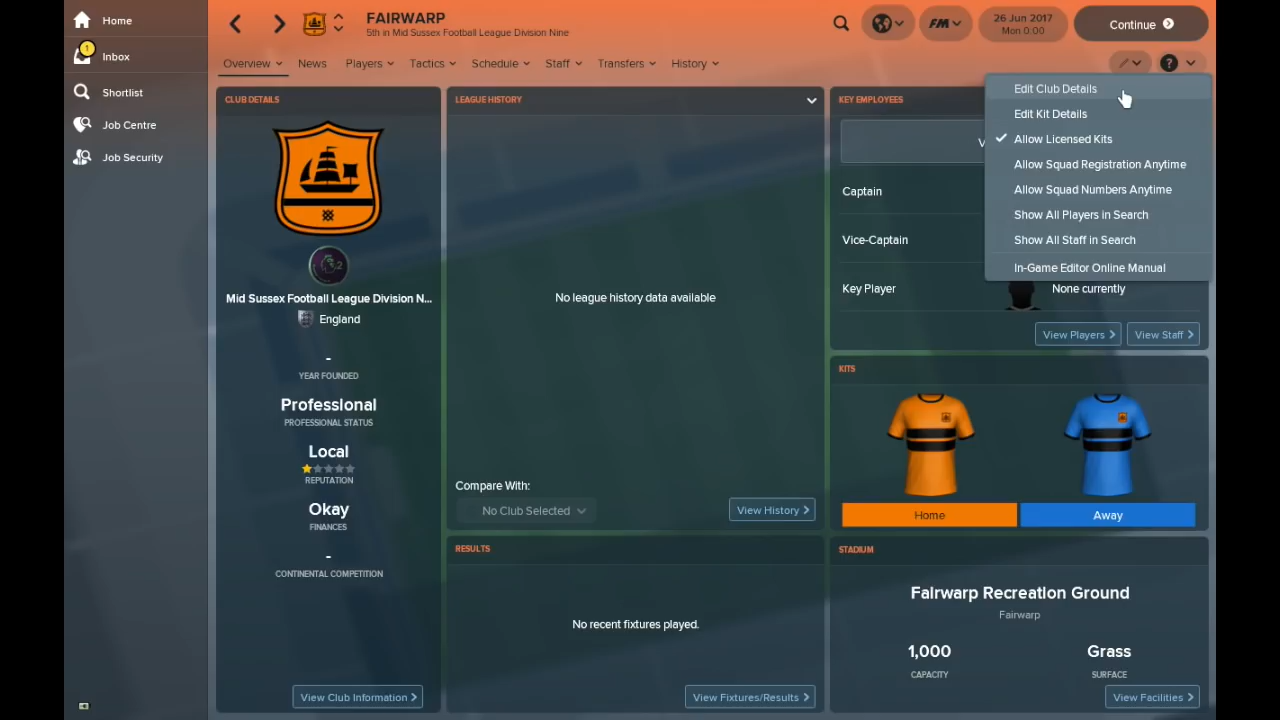 Home
1
Inbox
Shortlist
Job Centre
Job Security
FAIRWARP
5th in Mid Sussex Football League Division Nine
FM
26 Jun 2017
Mon 0:00
Continue
Overview
News
Players
Tactics
Schedule
Staff
Transfers
History
?
Edit Club Details
Edit Kit Details
Allow Licensed Kits
Allow Squad Registration Anytime
Allow Squad Numbers Anytime
Show All Players in Search
Show All Staff in Search
In-Game Editor Online Manual
CLUB DETAILS
2
Mid Sussex Football League Division N...
England
-
YEAR FOUNDED
Professional
PROFESSIONAL STATUS
Local
REPUTATION
Okay
FINANCES
-
CONTINENTAL COMPETITION
View Club Information
LEAGUE HISTORY
No league history data available
Compare With:
No Club Selected
View History
RESULTS
No recent fixtures played.
View Fixtures/Results
KEY EMPLOYEES
V
Captain
Vice-Captain
Key Player
None currently
View Players
View Staff
KITS
Home
Away
STADIUM
Fairwarp Recreation Ground
Fairwarp
1,000
CAPACITY
Grass
SURFACE
View Facilities